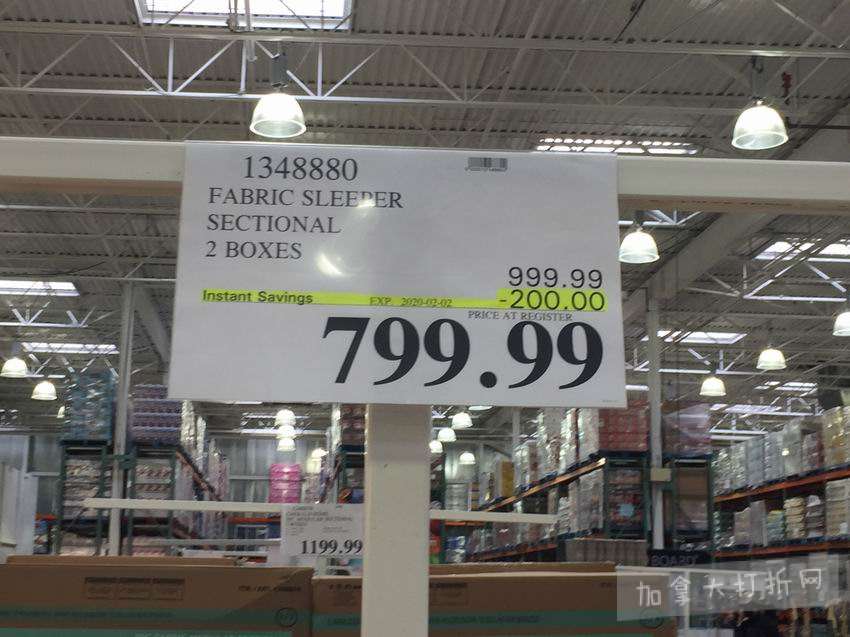 1348880
FABRIC SLEEPER
SECTIONAL
2 BOXES
999.99
Instant Savings EXP. 2020-02-02 -200.00
PRICE AT REGISTER
799.99
1199.99
加拿大打折网